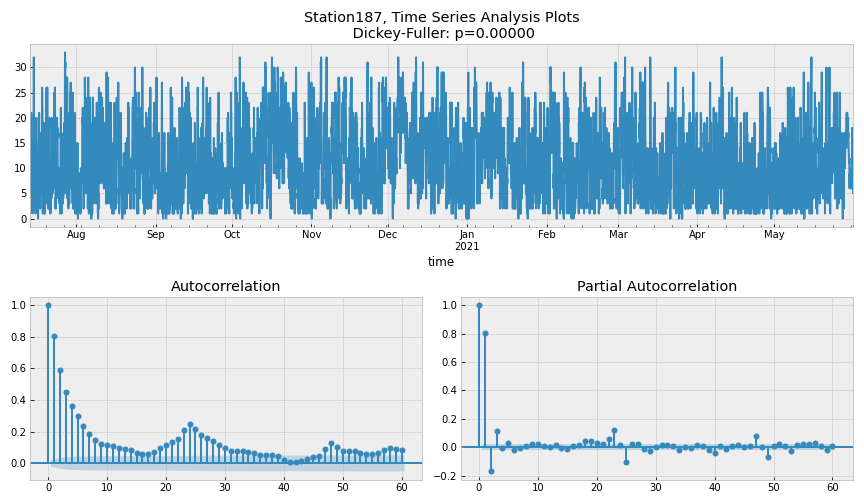 Station187, Time Series Analysis Plots
Dickey-Fuller: p=0.00000
30
25
20
15
10
5
0
Aug Sep Oct Nov Dec Jan Feb Mar Apr May
2021
time
Autocorrelation
1.0
0.8
0.6
0.4
0.2
0.0
0 10 20 30 40 50 60
Partial Autocorrelation
1.0
0.8
0.6
0.4
0.2
0.0
−0.2
0 10 20 30 40 50 60